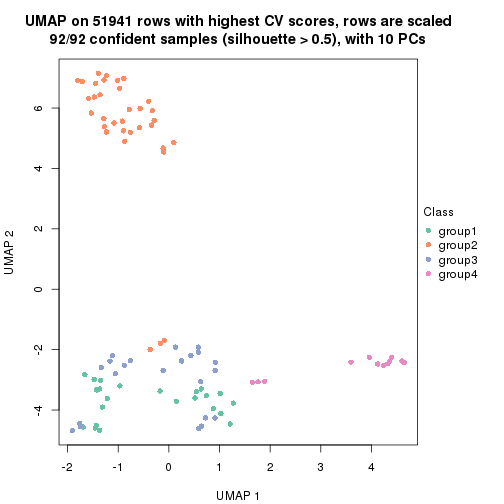 UMAP on 51941 rows with highest CV scores, rows are scaled
92/92 confident samples (silhouette > 0.5), with 10 PCs
6
4
2
0
-2
-4
UMAP 2
-2
-1
0
1
2
3
4
UMAP 1
Class
group1
group2
group3
group4